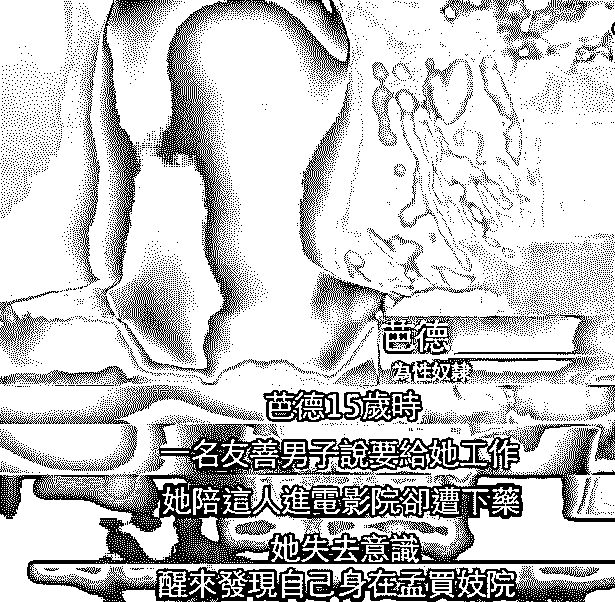 芭德
為性奴隸
芭德15歲時
一名友善男子說要給她工作
她陪這人進電影院卻遭下藥
她失去意識
醒來發現自己身在孟買妓院